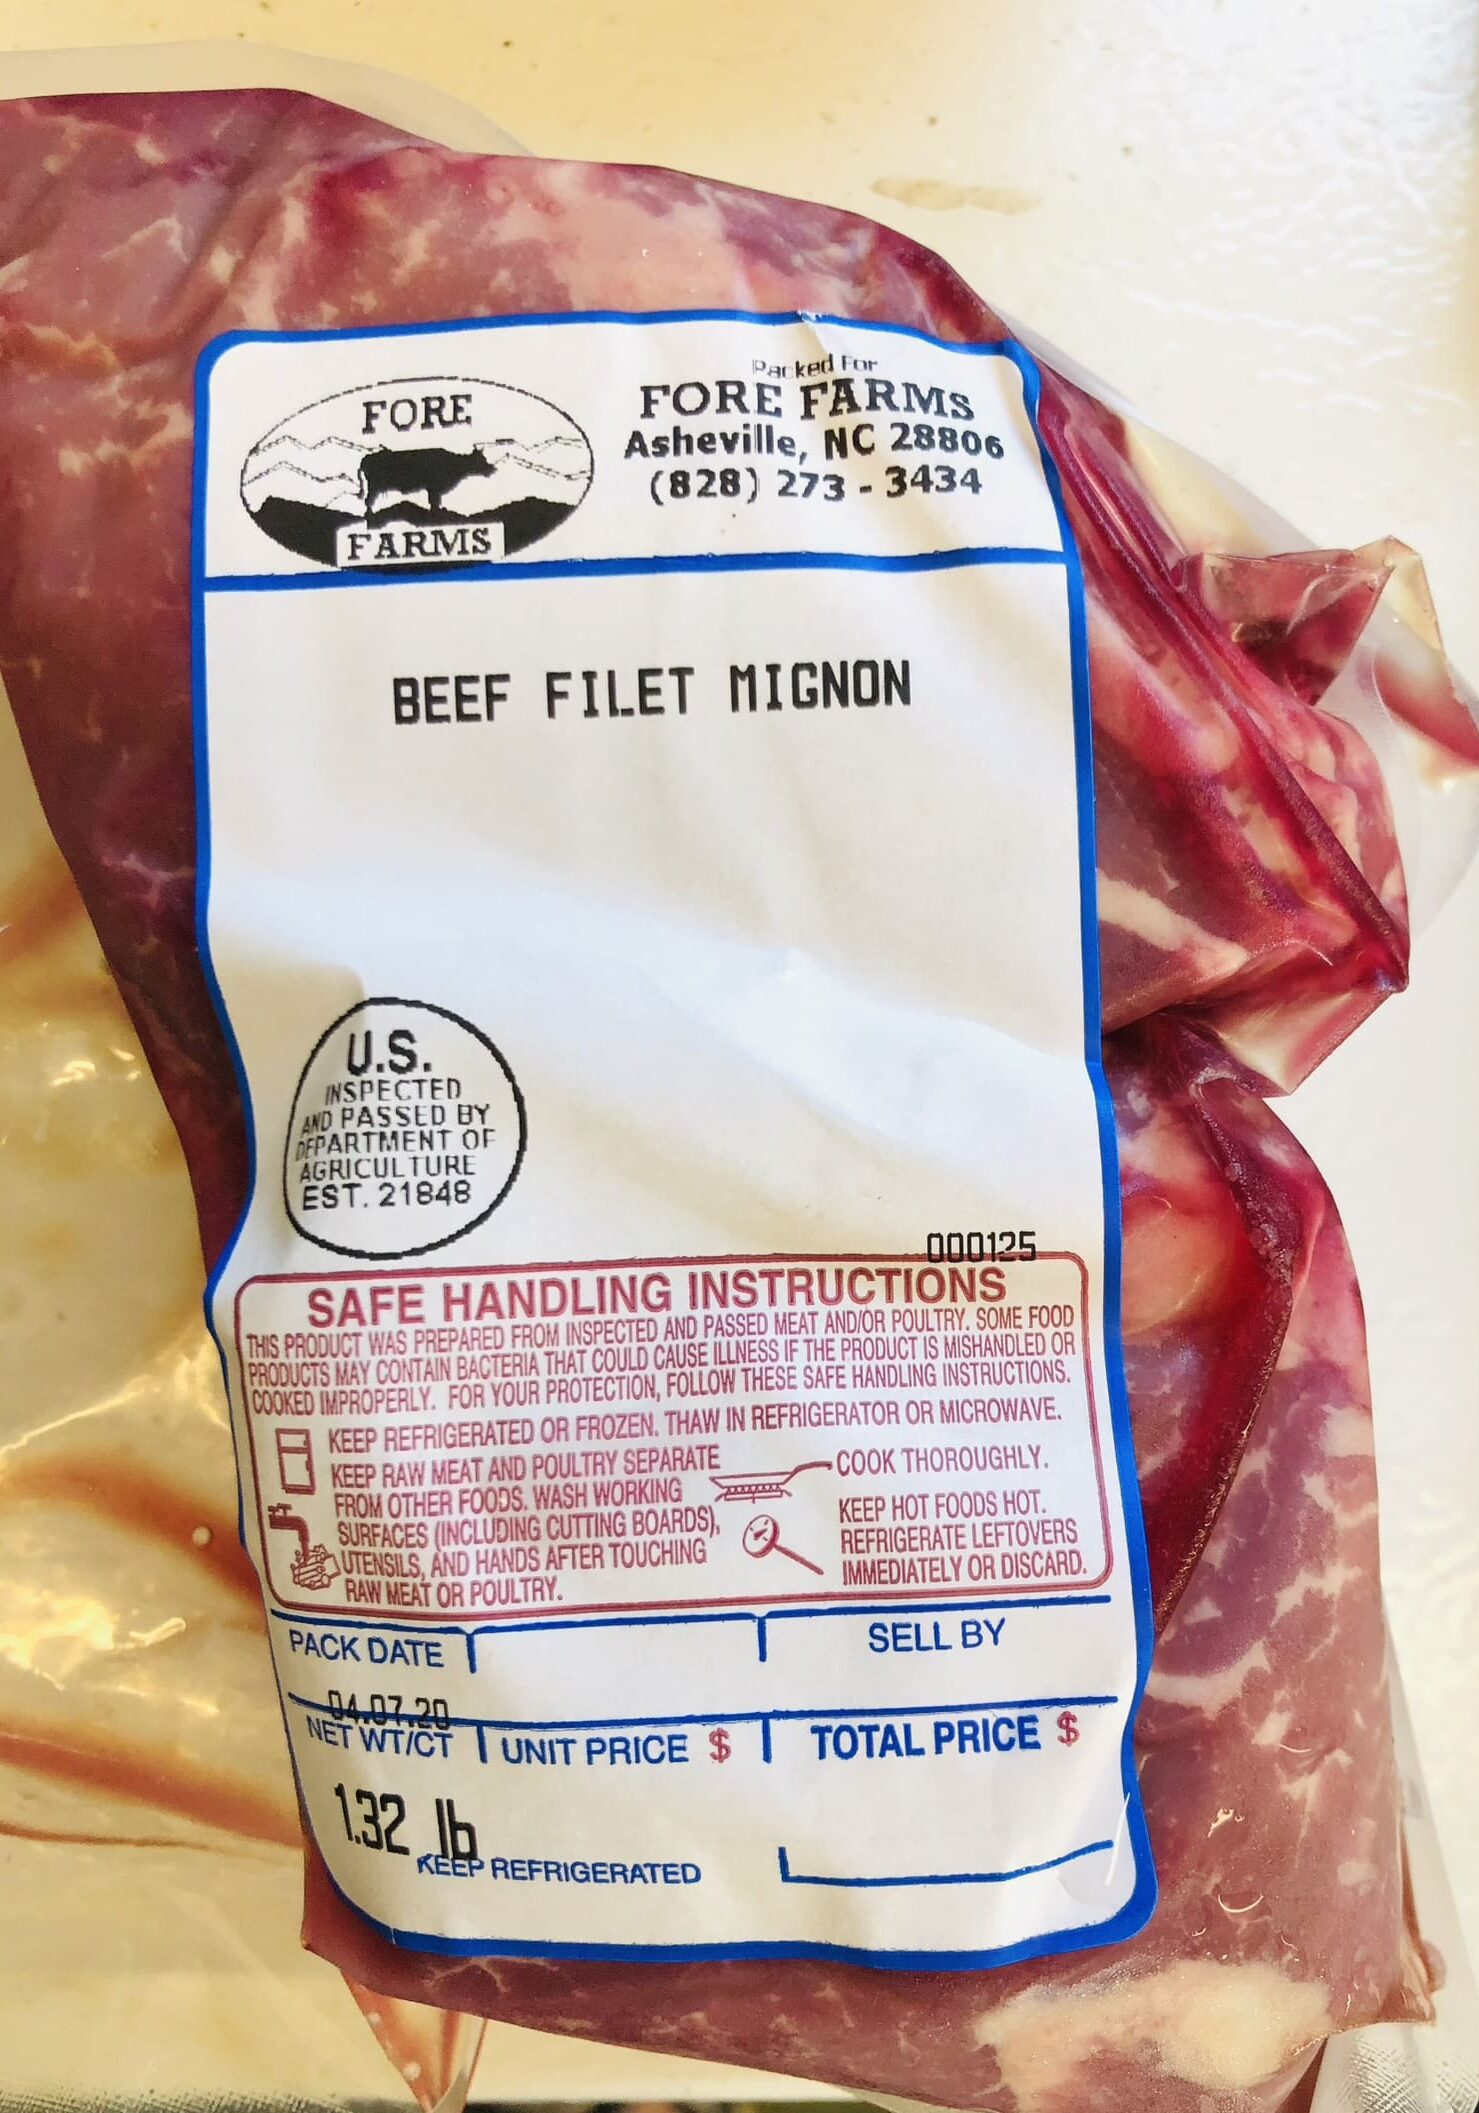 FORE
FARMS
Packed For
FORE FARMS
Asheville, NC 28806
(828) 273-3434
BEEF FILET MIGNON
U.S.
INSPECTED
AND PASSED BY
DEPARTMENT OF
AGRICULTURE
EST. 21848
000125
SAFE HANDLING INSTRUCTIONS
THIS PRODUCT WAS PREPARED FROM INSPECTED AND PASSED MEAT AND/OR POULTRY. SOME FOOD
PRODUCTS MAY CONTAIN BACTERIA THAT COULD CAUSE ILLNESS IF THE PRODUCT IS MISHANDLED OR
COOKED IMPROPERLY. FOR YOUR PROTECTION, FOLLOW THESE SAFE HANDLING INSTRUCTIONS.
KEEP REFRIGERATED OR FROZEN. THAW IN REFRIGERATOR OR MICROWAVE.
KEEP RAW MEAT AND POULTRY SEPARATE
FROM OTHER FOODS. WASH WORKING
SURFACES (INCLUDING CUTTING BOARDS),
UTENSILS, AND HANDS AFTER TOUCHING
RAW MEAT OR POULTRY.
COOK THOROUGHLY.
KEEP HOT FOODS HOT.
REFRIGERATE LEFTOVERS
IMMEDIATELY OR DISCARD.
PACK DATE
SELL BY
04.07.20
NET WT/CT
UNIT PRICE $
TOTAL PRICE $
1.32 lb
KEEP REFRIGERATED